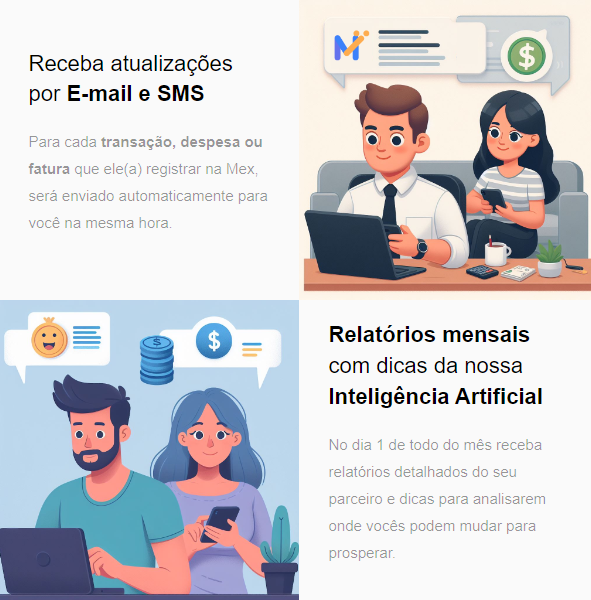 Receba atualizações
por E-mail e SMS
Para cada transação, despesa ou
fatura que ele(a) registrar na Mex,
será enviado automaticamente para
você na mesma hora.
M
$
$
$
Relatórios mensais
com dicas da nossa
Inteligência Artificial
No dia 1 de todo do mês receba
relatórios detalhados do seu
parceiro e dicas para analisarem
onde vocês podem mudar para
prosperar.